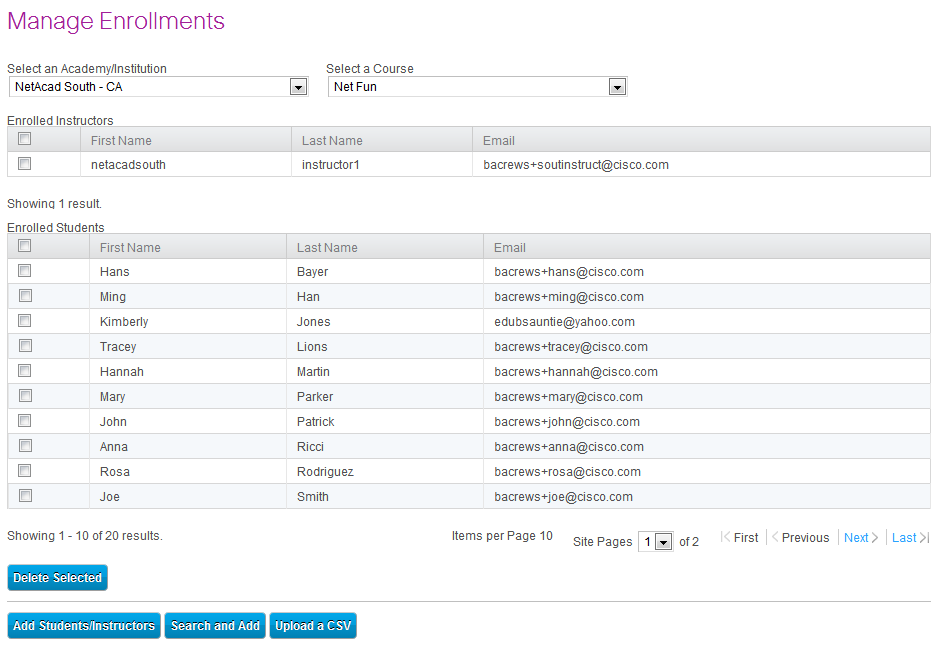 Manage Enrollments
Select an Academy/Institution Select a Course
NetAcad South - CA Net Fun
Enrolled Instructors
First Name Last Name Email
netacadsouth instructor1 bacrews+soutinstruct@cisco.com
Showing 1 result.
Enrolled Students
First Name Last Name Email
Hans Bayer bacrews+hans@cisco.com
Ming Han bacrews+ming@cisco.com
Kimberly Jones edubsauntie@yahoo.com
Tracey Lions bacrews+tracey@cisco.com
Hannah Martin bacrews+hannah@cisco.com
Mary Parker bacrews+mary@cisco.com
John Patrick bacrews+john@cisco.com
Anna Ricci bacrews+anna@cisco.com
Rosa Rodriguez bacrews+rosa@cisco.com
Joe Smith bacrews+joe@cisco.com
Showing 1 - 10 of 20 results. Items per Page 10 Site Pages 1 of 2 First Previous Next Last
Delete Selected
Add Students/Instructors Search and Add Upload a CSV